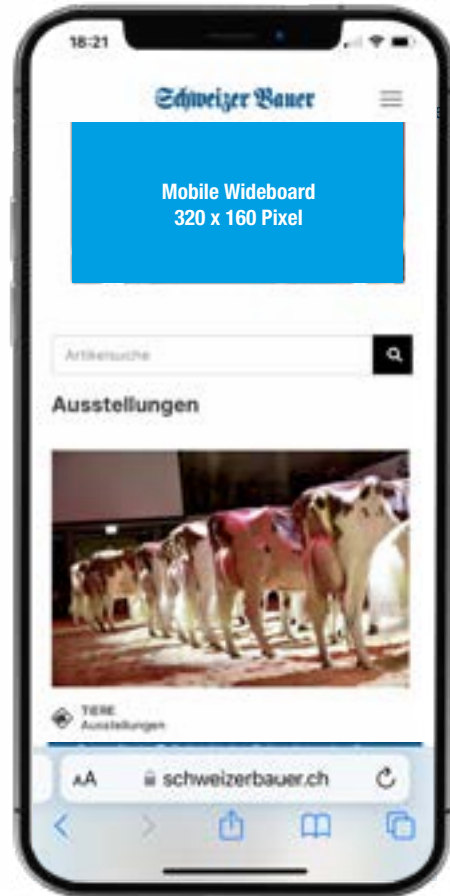 18:21
Schweizer Bauer
Mobile Wideboard
320 x 160 Pixel
Artikelsuche
Ausstellungen
TIERE
Ausstellungen
AA
schweizerbauer.ch